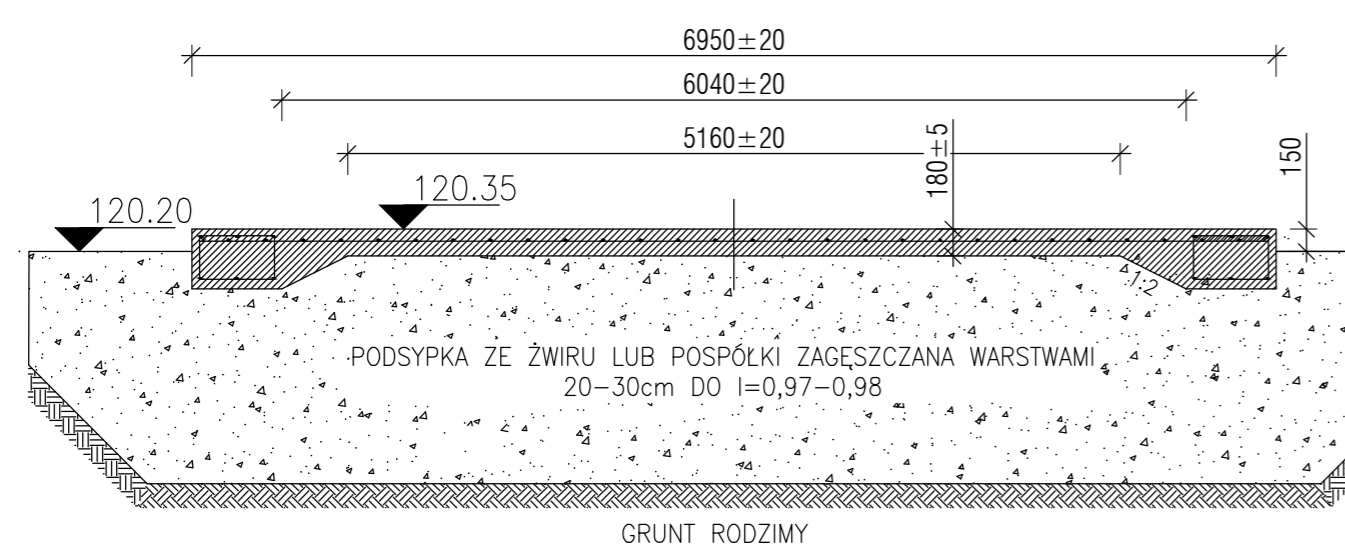 6950±20
6040±20
5160±20
180±5
150
120.20
120.35
1:2
PODSYPKA ZE ŻWIRU LUB POSPÓŁKI ZAGĘSZCZANA WARSTWAMI
20-30cm DO I=0,97-0,98
GRUNT RODZIMY